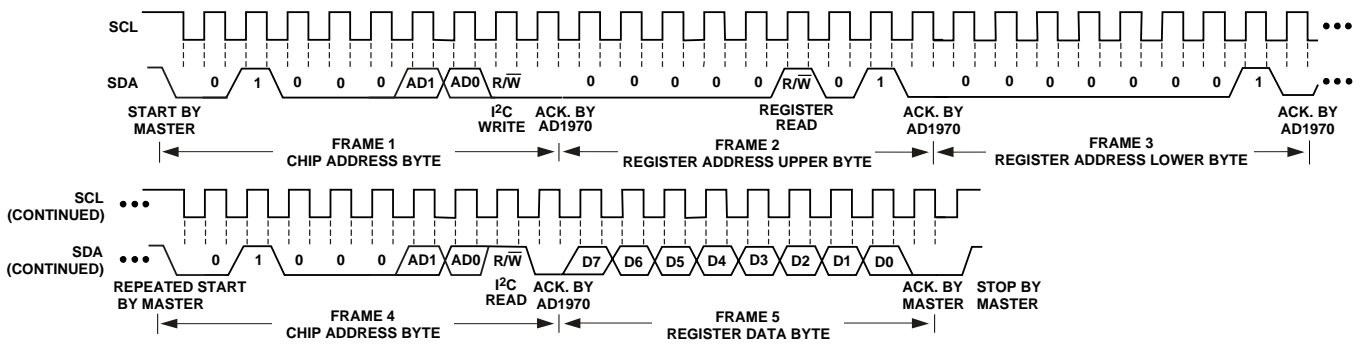 SCL •••
SDA 0 1 0 0 0 AD1 AD0 R/W̅ 0 0 0 0 0 R/W̅ 0 1 0 0 0 0 0 0 0 1 •••
START BY MASTER
I²C WRITE
ACK. BY AD1970
REGISTER READ
ACK. BY AD1970
ACK. BY AD1970
FRAME 1
CHIP ADDRESS BYTE
FRAME 2
REGISTER ADDRESS UPPER BYTE
FRAME 3
REGISTER ADDRESS LOWER BYTE
SCL
(CONTINUED) •••
SDA
(CONTINUED) ••• 0 1 0 0 0 AD1 AD0 R/W̅ D7 D6 D5 D4 D3 D2 D1 D0
REPEATED START
BY MASTER
I²C
READ
ACK. BY
AD1970
ACK. BY
MASTER
STOP BY
MASTER
FRAME 4
CHIP ADDRESS BYTE
FRAME 5
REGISTER DATA BYTE